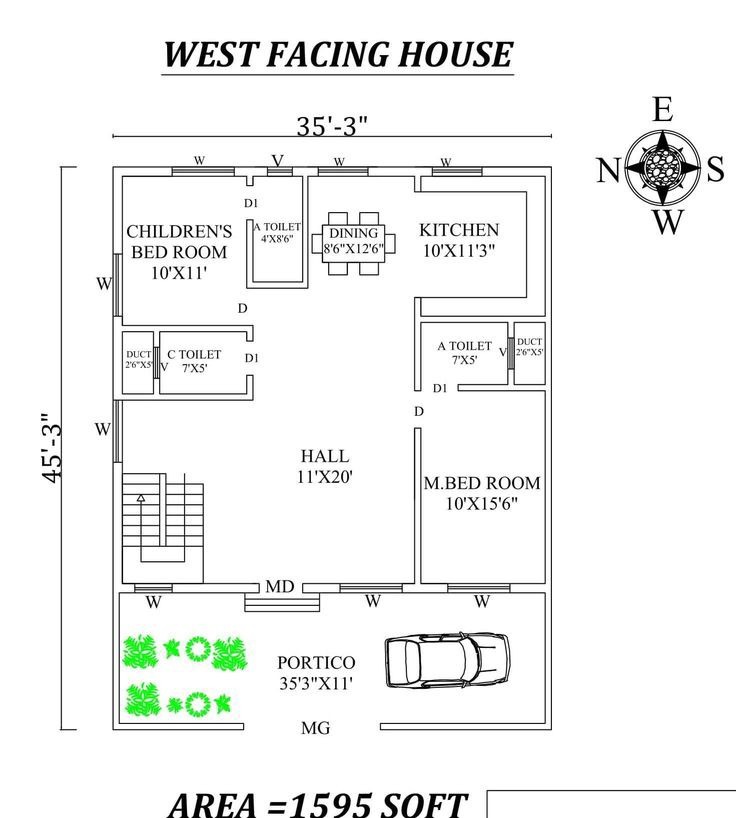 WEST FACING HOUSE
35'-3"
E
N
S
W
W
V
W
W
D1
A TOILET
4'X8'6"
CHILDREN'S
BED ROOM
10'X11'
DINING
8'6"X12'6"
KITCHEN
10'X11'3"
W
D
DUCT
2'6"X5'
V
C TOILET
7'X5'
D1
A TOILET
7'X5'
V
DUCT
2'6"X5'
D1
D
W
45'-3"
HALL
11'X20'
M.BED ROOM
10'X15'6"
MD
W
W
W
PORTICO
35'3"X11'
MG
AREA =1595 SOFT